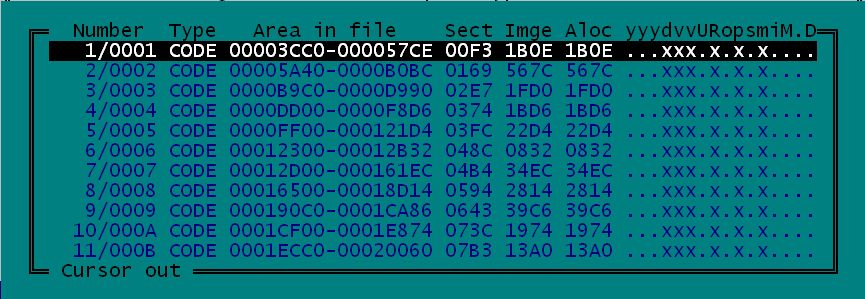 Number  Type   Area in file    Sect Imge Aloc yyydvvURopsmiM.D
1/0001 CODE 00003CC0-000057CE 00F3 1B0E 1B0E ...xxx.x.x.x....
2/0002 CODE 00005A40-0000B0BC 0169 567C 567C ...xxx.x.x.x....
3/0003 CODE 0000B9C0-0000D990 02E7 1FD0 1FD0 ...xxx.x.x.x....
4/0004 CODE 0000DD00-0000F8D6 0374 1BD6 1BD6 ...xxx.x.x.x....
5/0005 CODE 0000FF00-000121D4 03FC 22D4 22D4 ...xxx.x.x.x....
6/0006 CODE 00012300-00012B32 048C 0832 0832 ...xxx.x.x.x....
7/0007 CODE 00012D00-000161EC 04B4 34EC 34EC ...xxx.x.x.x....
8/0008 CODE 00016500-00018D14 0594 2814 2814 ...xxx.x.x.x....
9/0009 CODE 000190C0-0001CA86 0643 39C6 39C6 ...xxx.x.x.x....
10/000A CODE 0001CF00-0001E874 073C 1974 1974 ...xxx.x.x.x....
11/000B CODE 0001ECC0-00020060 07B3 13A0 13A0 ...xxx.x.x.x....
Cursor out